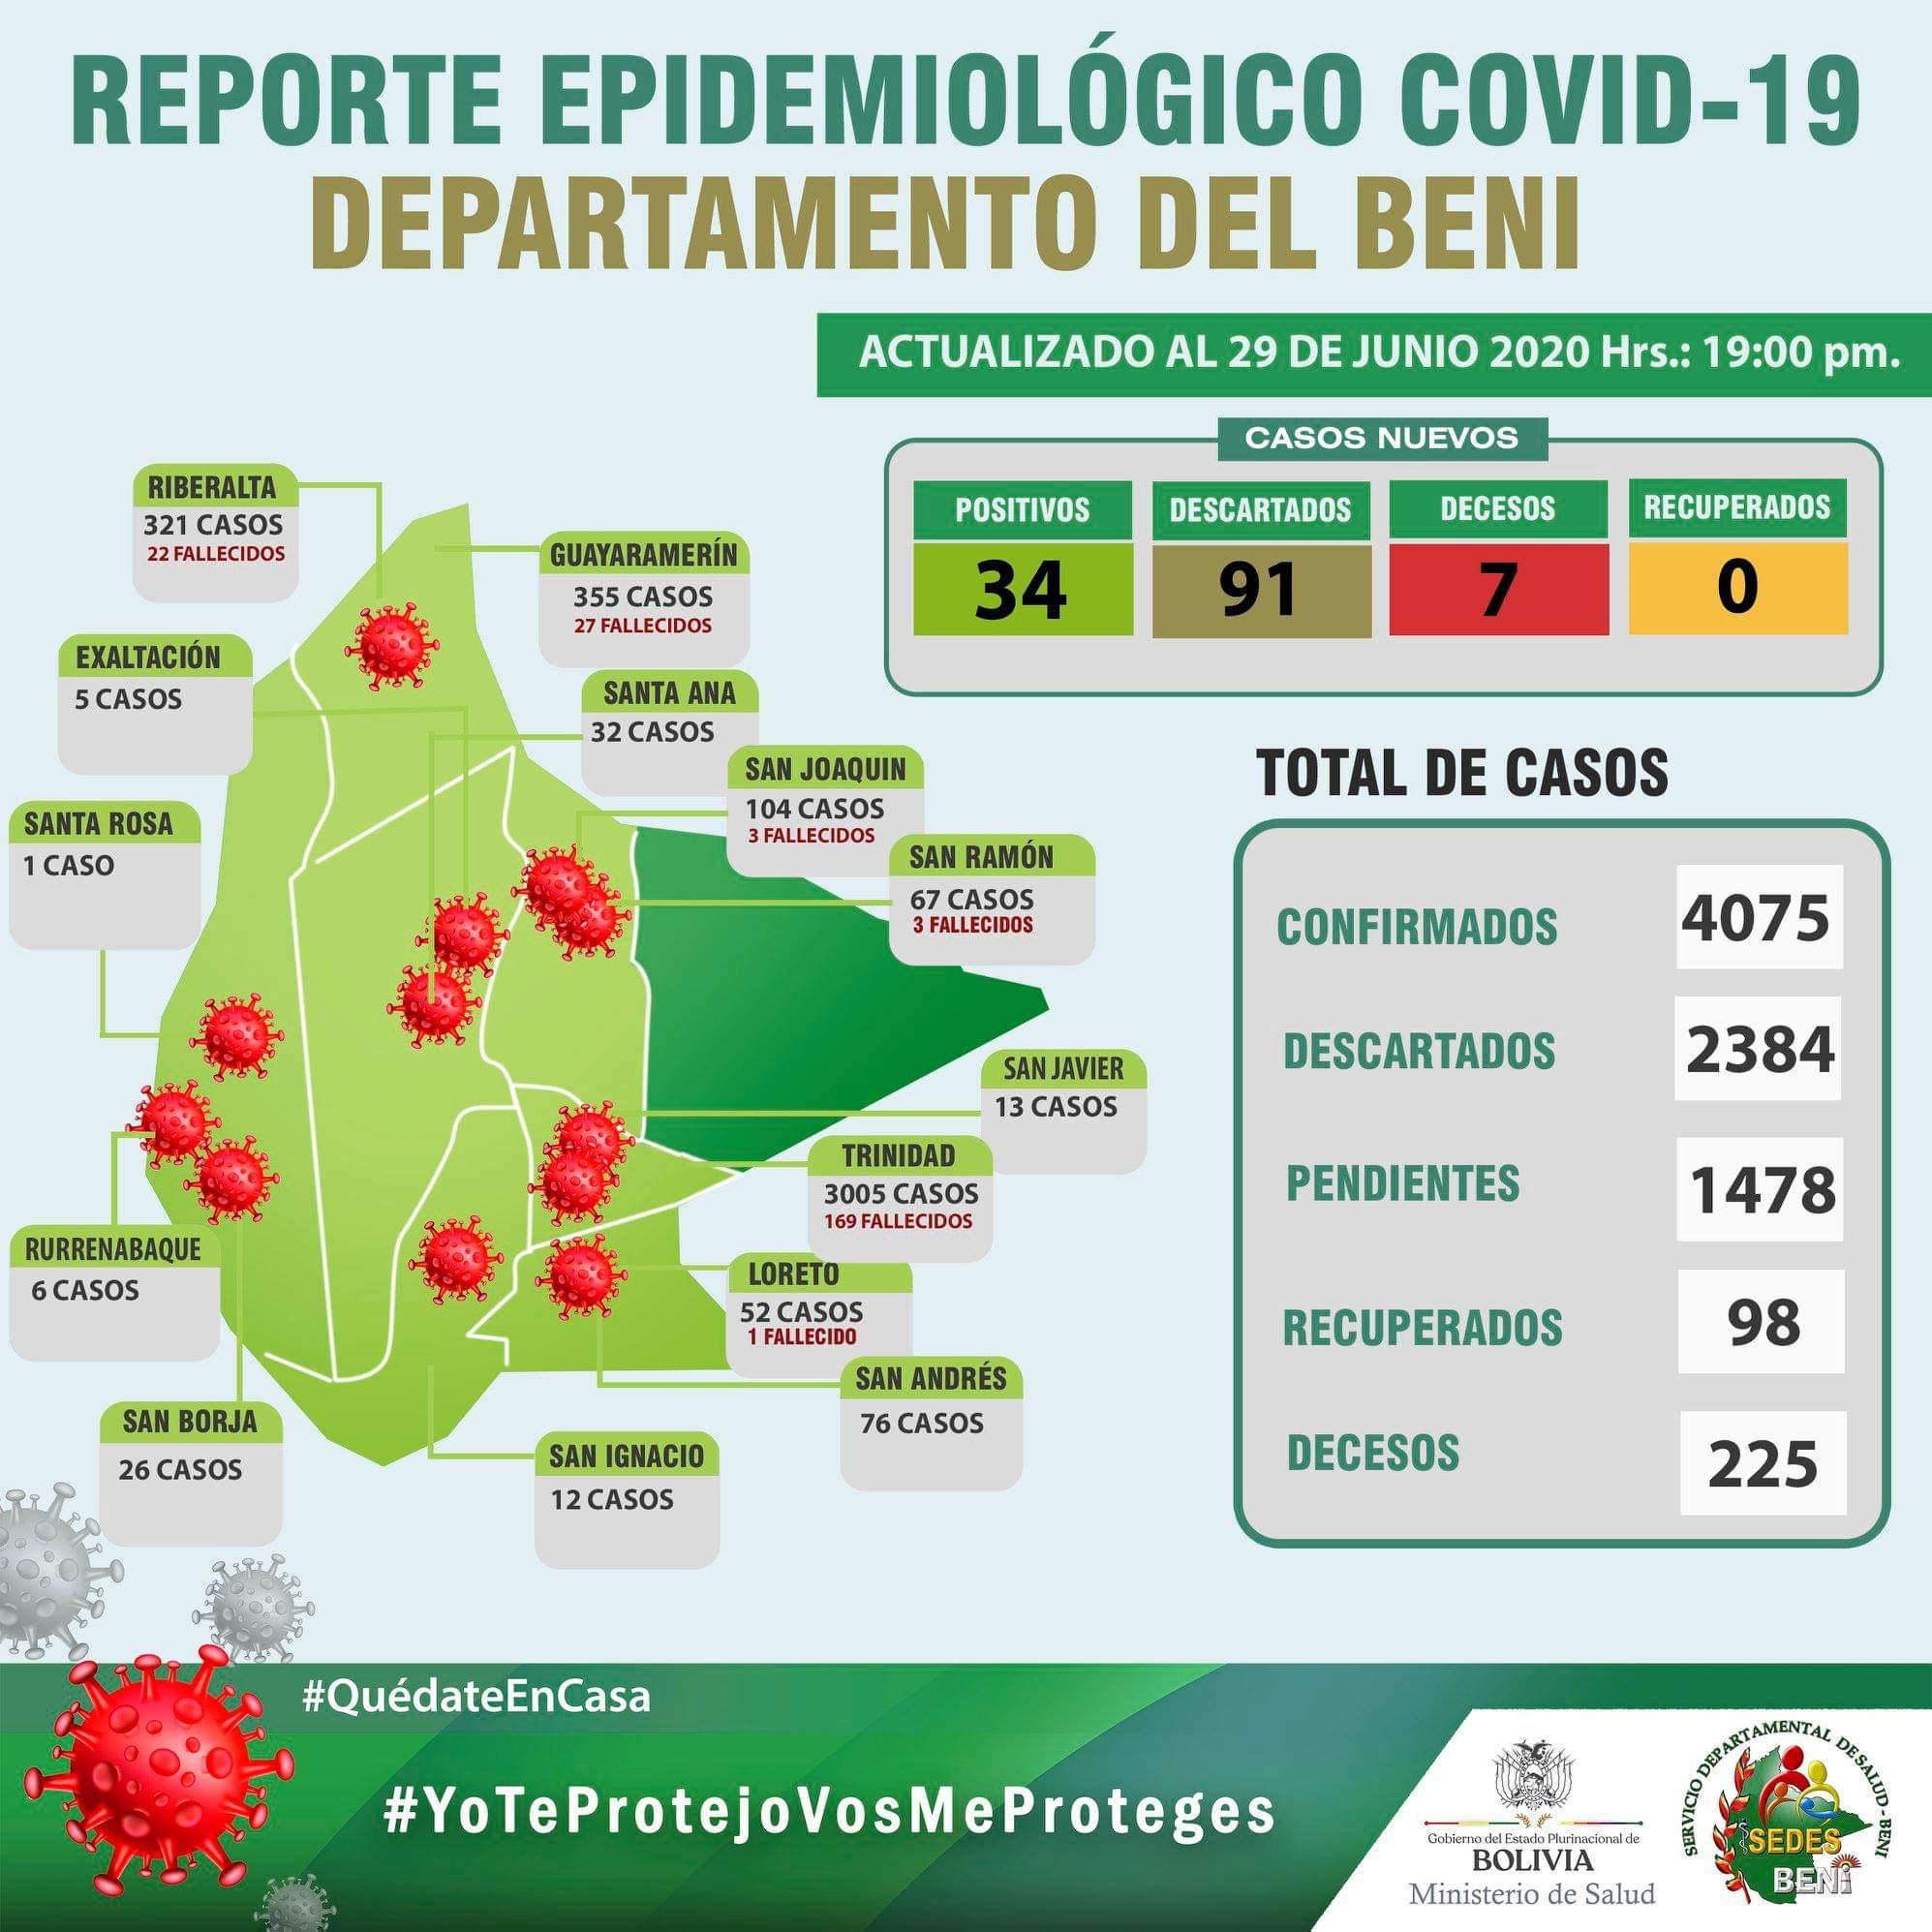 REPORTE EPIDEMIOLÓGICO COVID-19
DEPARTAMENTO DEL BENI
ACTUALIZADO AL 29 DE JUNIO 2020 Hrs.: 19:00 pm.
CASOS NUEVOS
POSITIVOS
34
DESCARTADOS
91
DECESOS
7
RECUPERADOS
0
RIBERALTA
321 CASOS
22 FALLECIDOS
GUAYARAMERÍN
355 CASOS
27 FALLECIDOS
EXALTACIÓN
5 CASOS
SANTA ANA
32 CASOS
SAN JOAQUIN
104 CASOS
3 FALLECIDOS
SANTA ROSA
1 CASO
SAN RAMÓN
67 CASOS
3 FALLECIDOS
SAN JAVIER
13 CASOS
TRINIDAD
3005 CASOS
169 FALLECIDOS
RURRENABAQUE
6 CASOS
LORETO
52 CASOS
1 FALLECIDO
SAN ANDRÉS
76 CASOS
SAN BORJA
26 CASOS
SAN IGNACIO
12 CASOS
TOTAL DE CASOS
CONFIRMADOS 4075
DESCARTADOS 2384
PENDIENTES 1478
RECUPERADOS 98
DECESOS 225
#QuédateEnCasa
#YoTeProtejoVosMeProteges
Gobierno del Estado Plurinacional de
BOLIVIA
Ministerio de Salud
SERVICIO DEPARTAMENTAL DE SALUD - BENI
SEDES
BENi